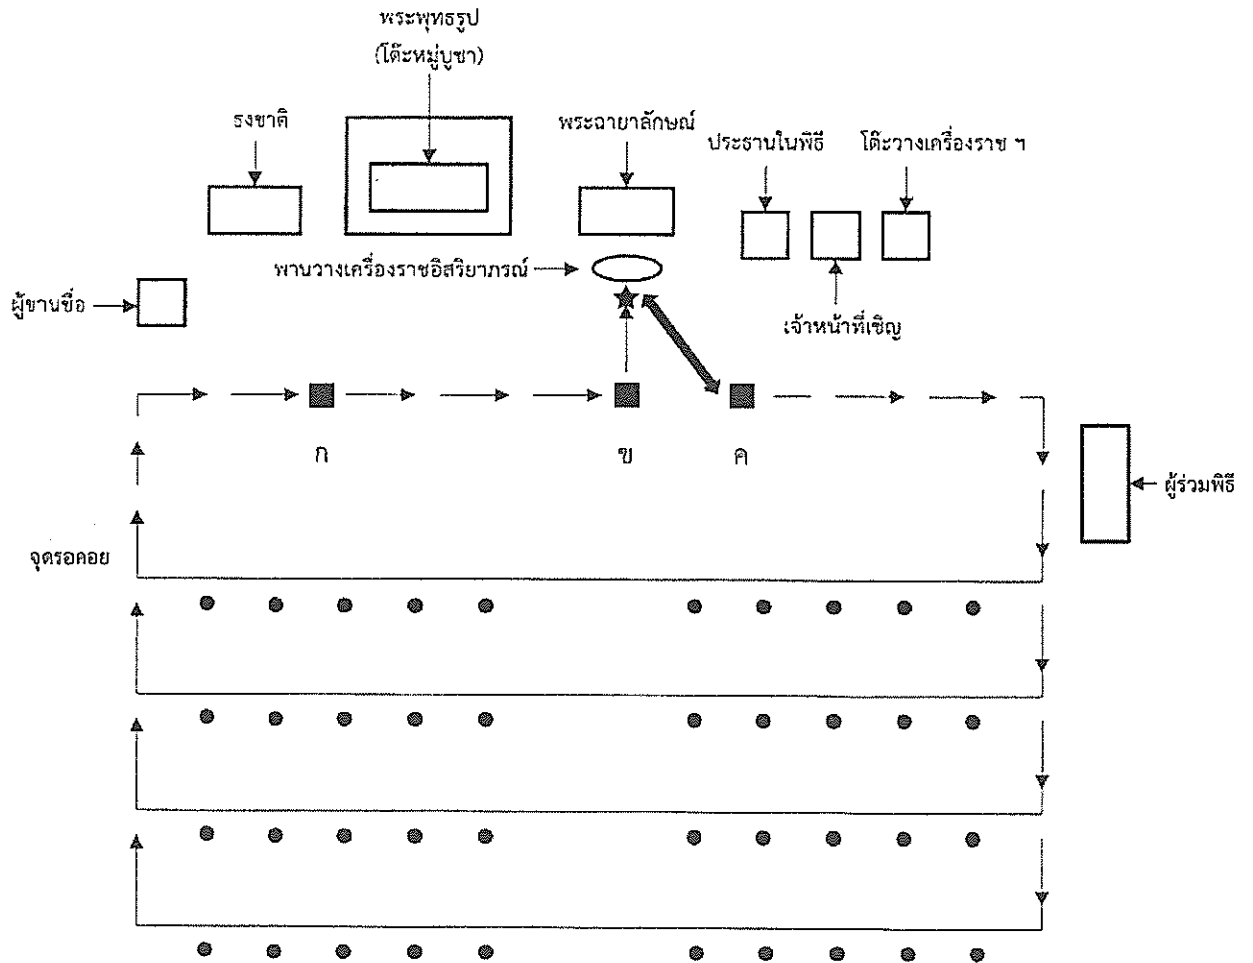 พระพุทธรูป
(โต๊ะหมู่บูชา)
ธงชาติ
พระฉายาลักษณ์
ประธานในพิธี
โต๊ะวางเครื่องราช ฯ
พานวางเครื่องราชอิสริยาภรณ์
ผู้ขานชื่อ
เจ้าหน้าที่เชิญ
ก
ข
ค
ผู้ร่วมพิธี
จุดรอคอย